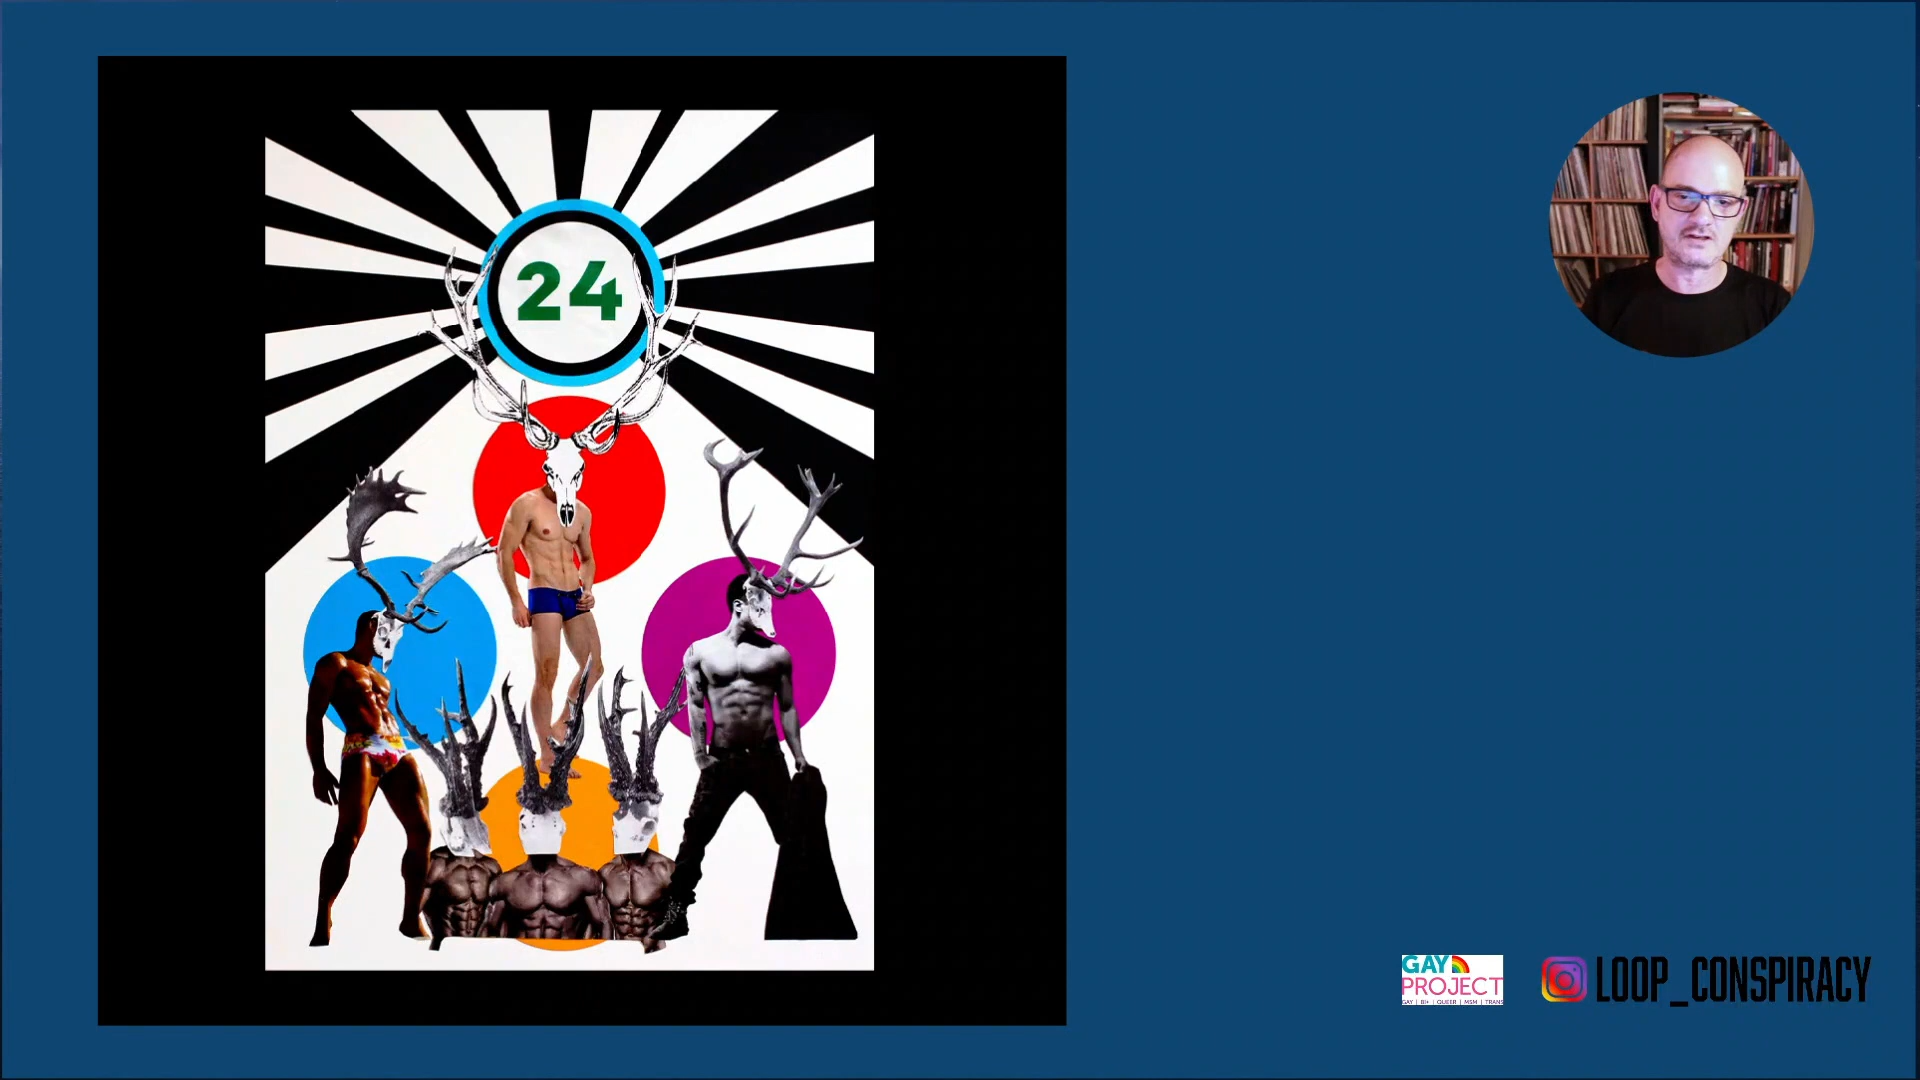 24
GAY
PROJECT
GAY | BI+ | QUEER | MSM | TRANS
LOOP_CONSPIRACY